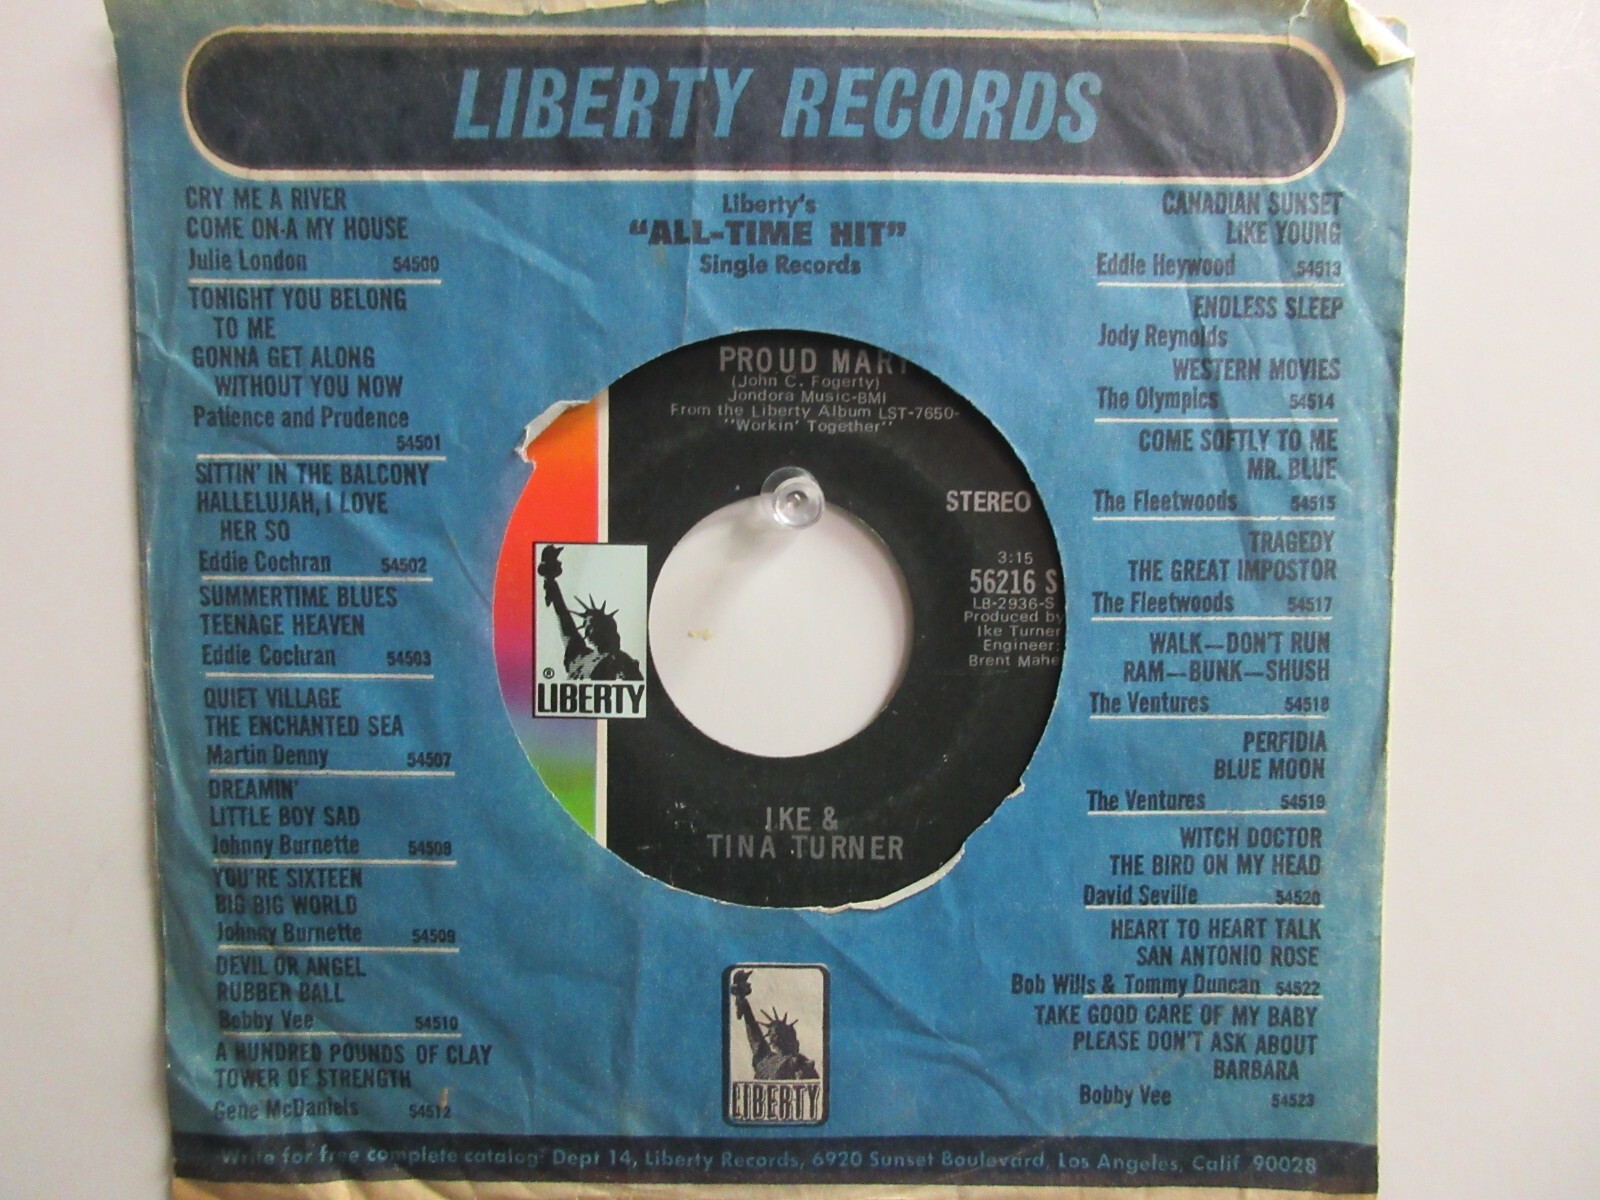 LIBERTY RECORDS
Liberty's
"ALL-TIME HIT"
Single Records
CRY ME A RIVER
COME ON-A MY HOUSE
Julie London 54500
TONIGHT YOU BELONG
TO ME
GONNA GET ALONG
WITHOUT YOU NOW
Patience and Prudence
54501
SITTIN' IN THE BALCONY
HALLELUJAH, I LOVE
HER SO
Eddie Cochran 54502
SUMMERTIME BLUES
TEENAGE HEAVEN
Eddie Cochran 54503
QUIET VILLAGE
THE ENCHANTED SEA
Martin Denny 54507
DREAMIN'
LITTLE BOY SAD
Johnny Burnette 54508
YOU'RE SIXTEEN
BIG BIG WORLD
Johnny Burnette 54509
DEVIL OR ANGEL
RUBBER BALL
Bobby Vee 54510
A HUNDRED POUNDS OF CLAY
TOWER OF STRENGTH
Gene McDaniels 54512
PROUD MARY
(John C. Fogerty)
Jondora Music-BMI
From the Liberty Album LST-7650-
"Workin' Together"
STEREO
3:15
56216 S
LB-2936-S
Produced by
Ike Turner
Engineer:
Brent Mahe
® LIBERTY
IKE &
TINA TURNER
LIBERTY
CANADIAN SUNSET
LIKE YOUNG
Eddie Heywood 54513
ENDLESS SLEEP
Jody Reynolds
WESTERN MOVIES
The Olympics 54514
COME SOFTLY TO ME
MR. BLUE
The Fleetwoods 54515
TRAGEDY
THE GREAT IMPOSTOR
The Fleetwoods 54517
WALK—DON'T RUN
RAM—BUNK—SHUSH
The Ventures 54518
PERFIDIA
BLUE MOON
The Ventures 54519
WITCH DOCTOR
THE BIRD ON MY HEAD
David Seville 54520
HEART TO HEART TALK
SAN ANTONIO ROSE
Bob Wills & Tommy Duncan 54522
TAKE GOOD CARE OF MY BABY
PLEASE DON'T ASK ABOUT
BARBARA
Bobby Vee 54523
Write for free complete catalog: Dept 14, Liberty Records, 6920 Sunset Boulevard, Los Angeles, Calif 90028